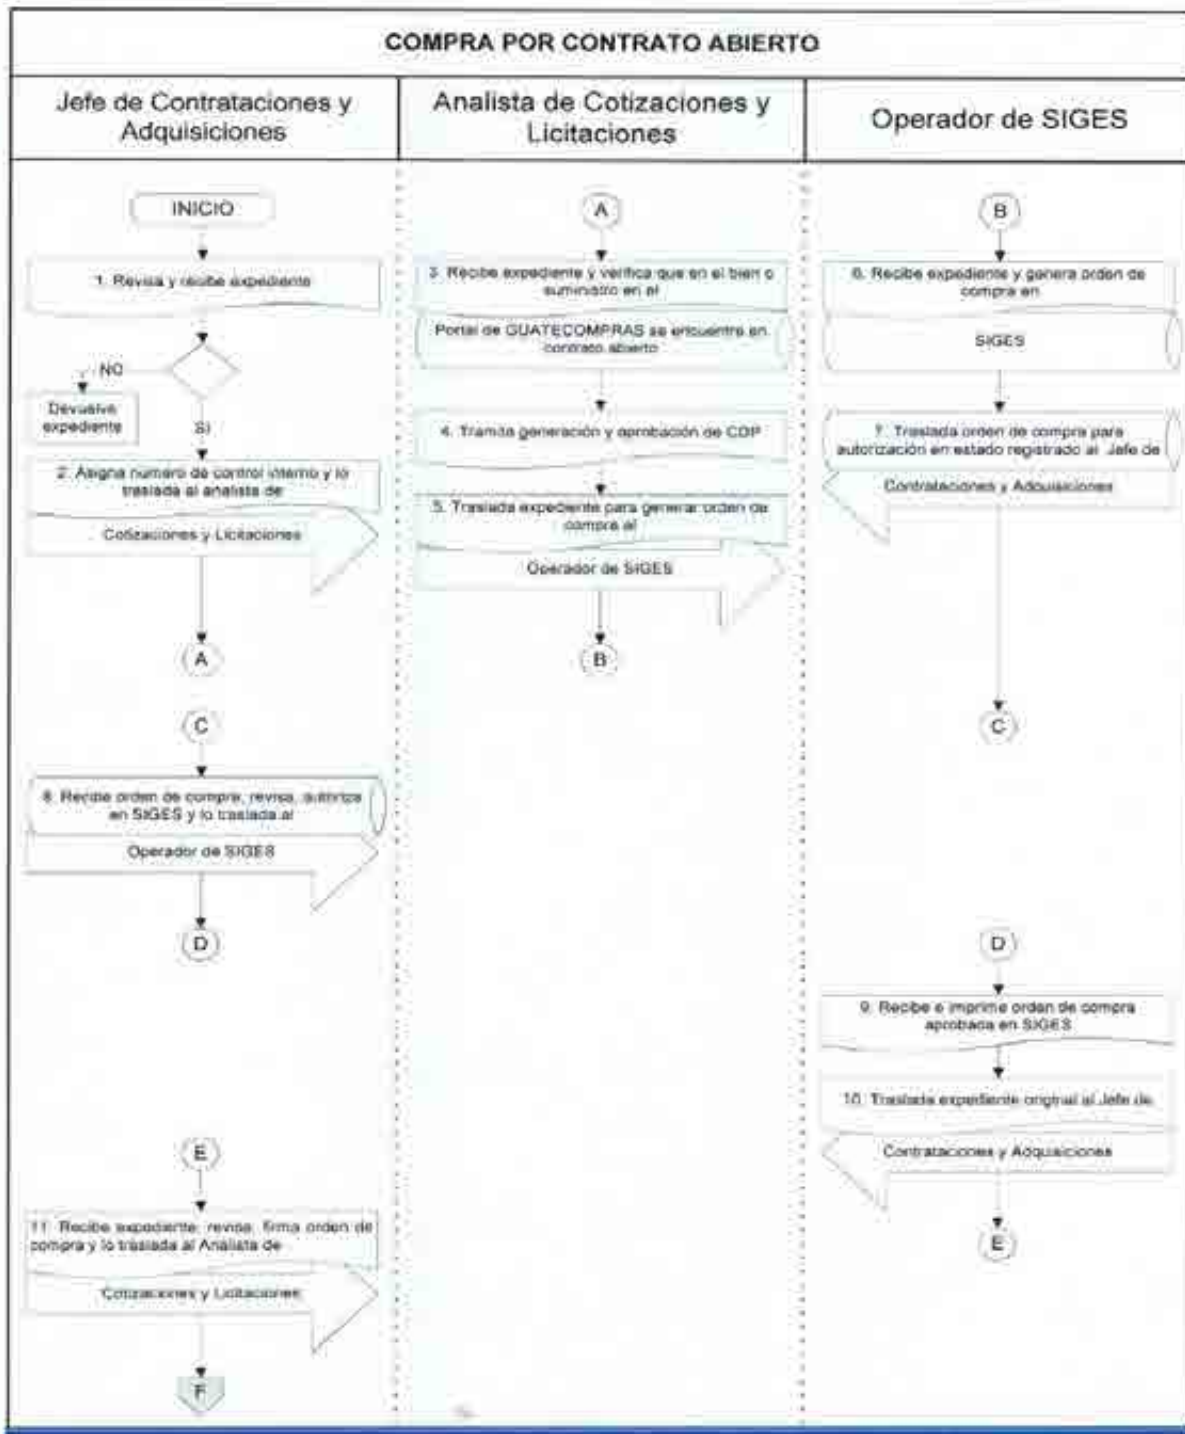 COMPRA POR CONTRATO ABIERTO
Jefe de Contrataciones y
Adquisiciones
Analista de Cotizaciones y
Licitaciones
Operador de SIGES
INICIO
1. Revisa y recibe expediente
NO
Devuelve
expediente
SI
2. Asigna número de control interno y lo
traslada al analista de
Cotizaciones y Licitaciones
A
A
3. Recibe expediente y verifica que en el bien o
suministro en el
Portal de GUATECOMPRAS se encuentre en
contrato abierto
4. Tramita generación y aprobación de CDP
5. Traslada expediente para generar orden de
compra al
Operador de SIGES
B
B
6. Recibe expediente y genera orden de
compra en
SIGES
7. Traslada orden de compra para
autorización en estado registrado al Jefe de
Contrataciones y Adquisiciones
C
C
8. Recibe orden de compra, revisa, autoriza
en SIGES y lo traslada al
Operador de SIGES
D
D
9. Recibe e imprime orden de compra
aprobada en SIGES
10. Traslada expediente original al Jefe de
Contrataciones y Adquisiciones
E
E
11. Recibe expediente, revisa, firma orden de
compra y lo traslada al Analista de
Cotizaciones y Licitaciones
F